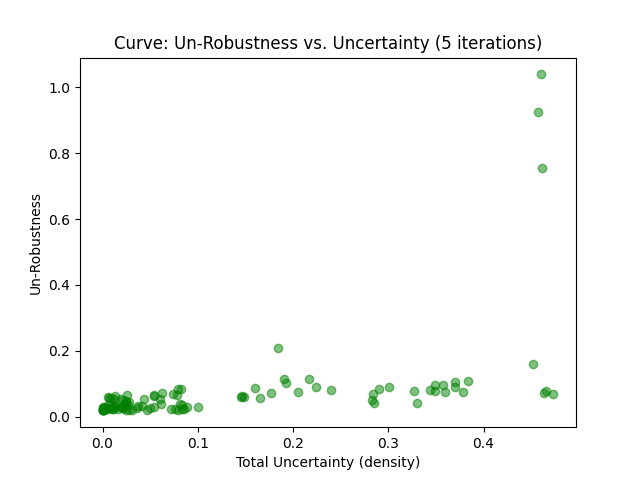 Curve: Un-Robustness vs. Uncertainty (5 iterations)
1.0
0.8
0.6
0.4
0.2
0.0
Un-Robustness
0.0 0.1 0.2 0.3 0.4
Total Uncertainty (density)